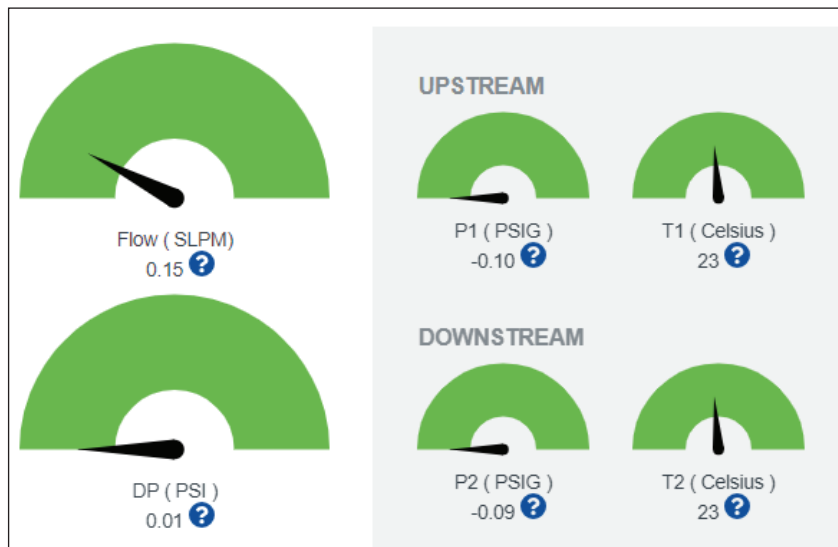 Flow ( SLPM)
0.15 ?
DP ( PSI )
0.01 ?
UPSTREAM
P1 ( PSIG )
-0.10 ?
T1 ( Celsius )
23 ?
DOWNSTREAM
P2 ( PSIG )
-0.09 ?
T2 ( Celsius )
23 ?